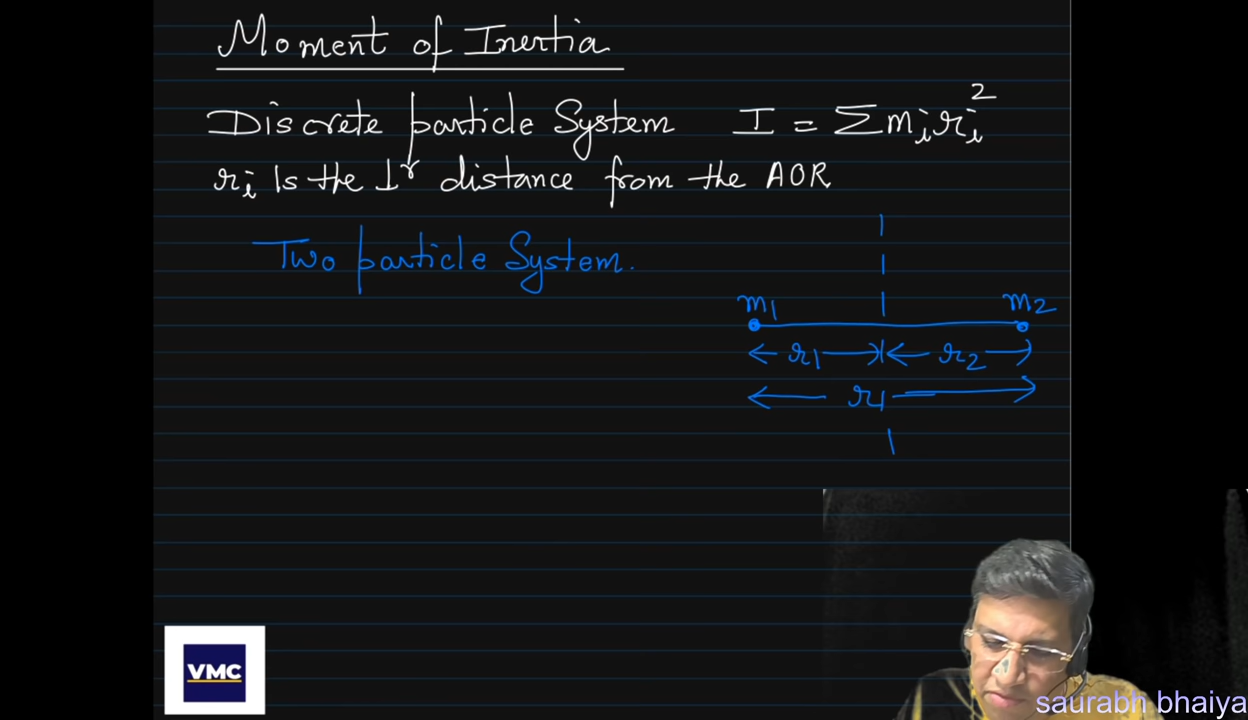 Moment of Inertia
Discrete particle System I = Σmᵢrᵢ²
rᵢ is the ⊥ʳ distance from the AOR
Two particle System.
m₁ m₂
r₁ r₂
r
VMC
saurabh bhaiya